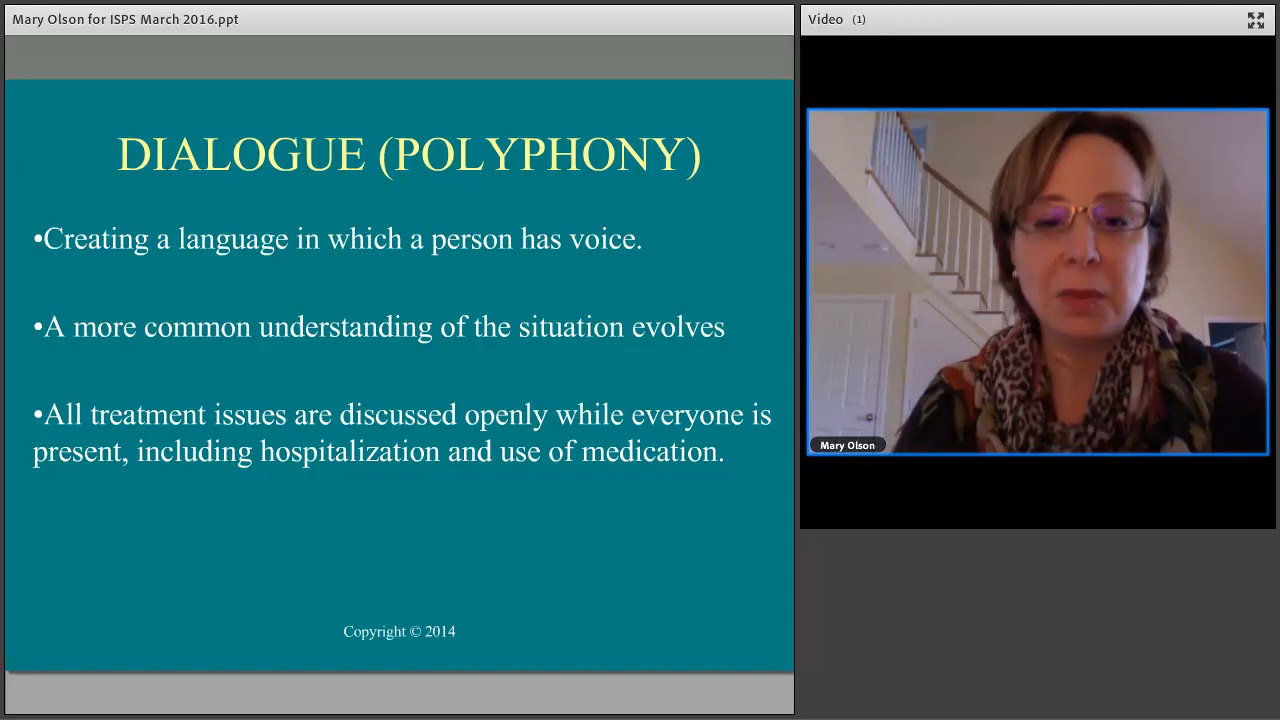 Mary Olson for ISPS March 2016.ppt
Video (1)
DIALOGUE (POLYPHONY)
•Creating a language in which a person has voice.
•A more common understanding of the situation evolves
•All treatment issues are discussed openly while everyone is
present, including hospitalization and use of medication.
Mary Olson
Copyright © 2014